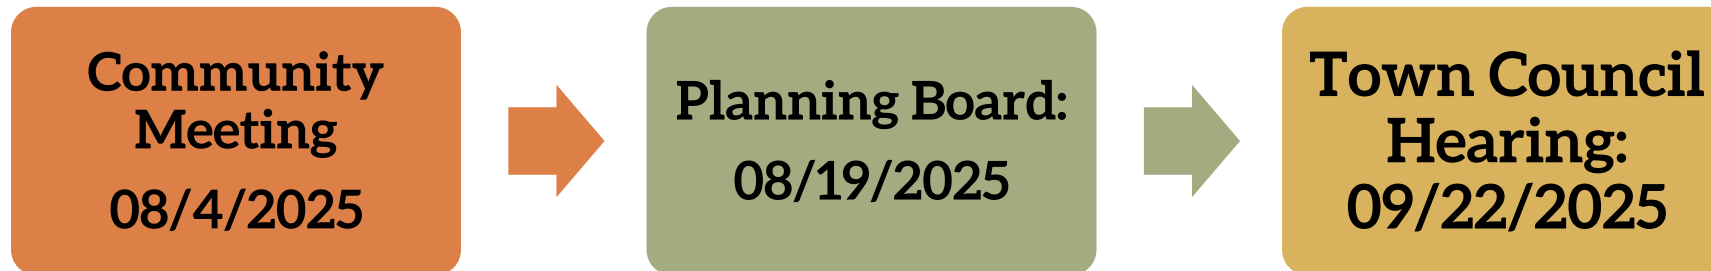 Community
Meeting
08/4/2025
Planning Board:
08/19/2025
Town Council
Hearing:
09/22/2025